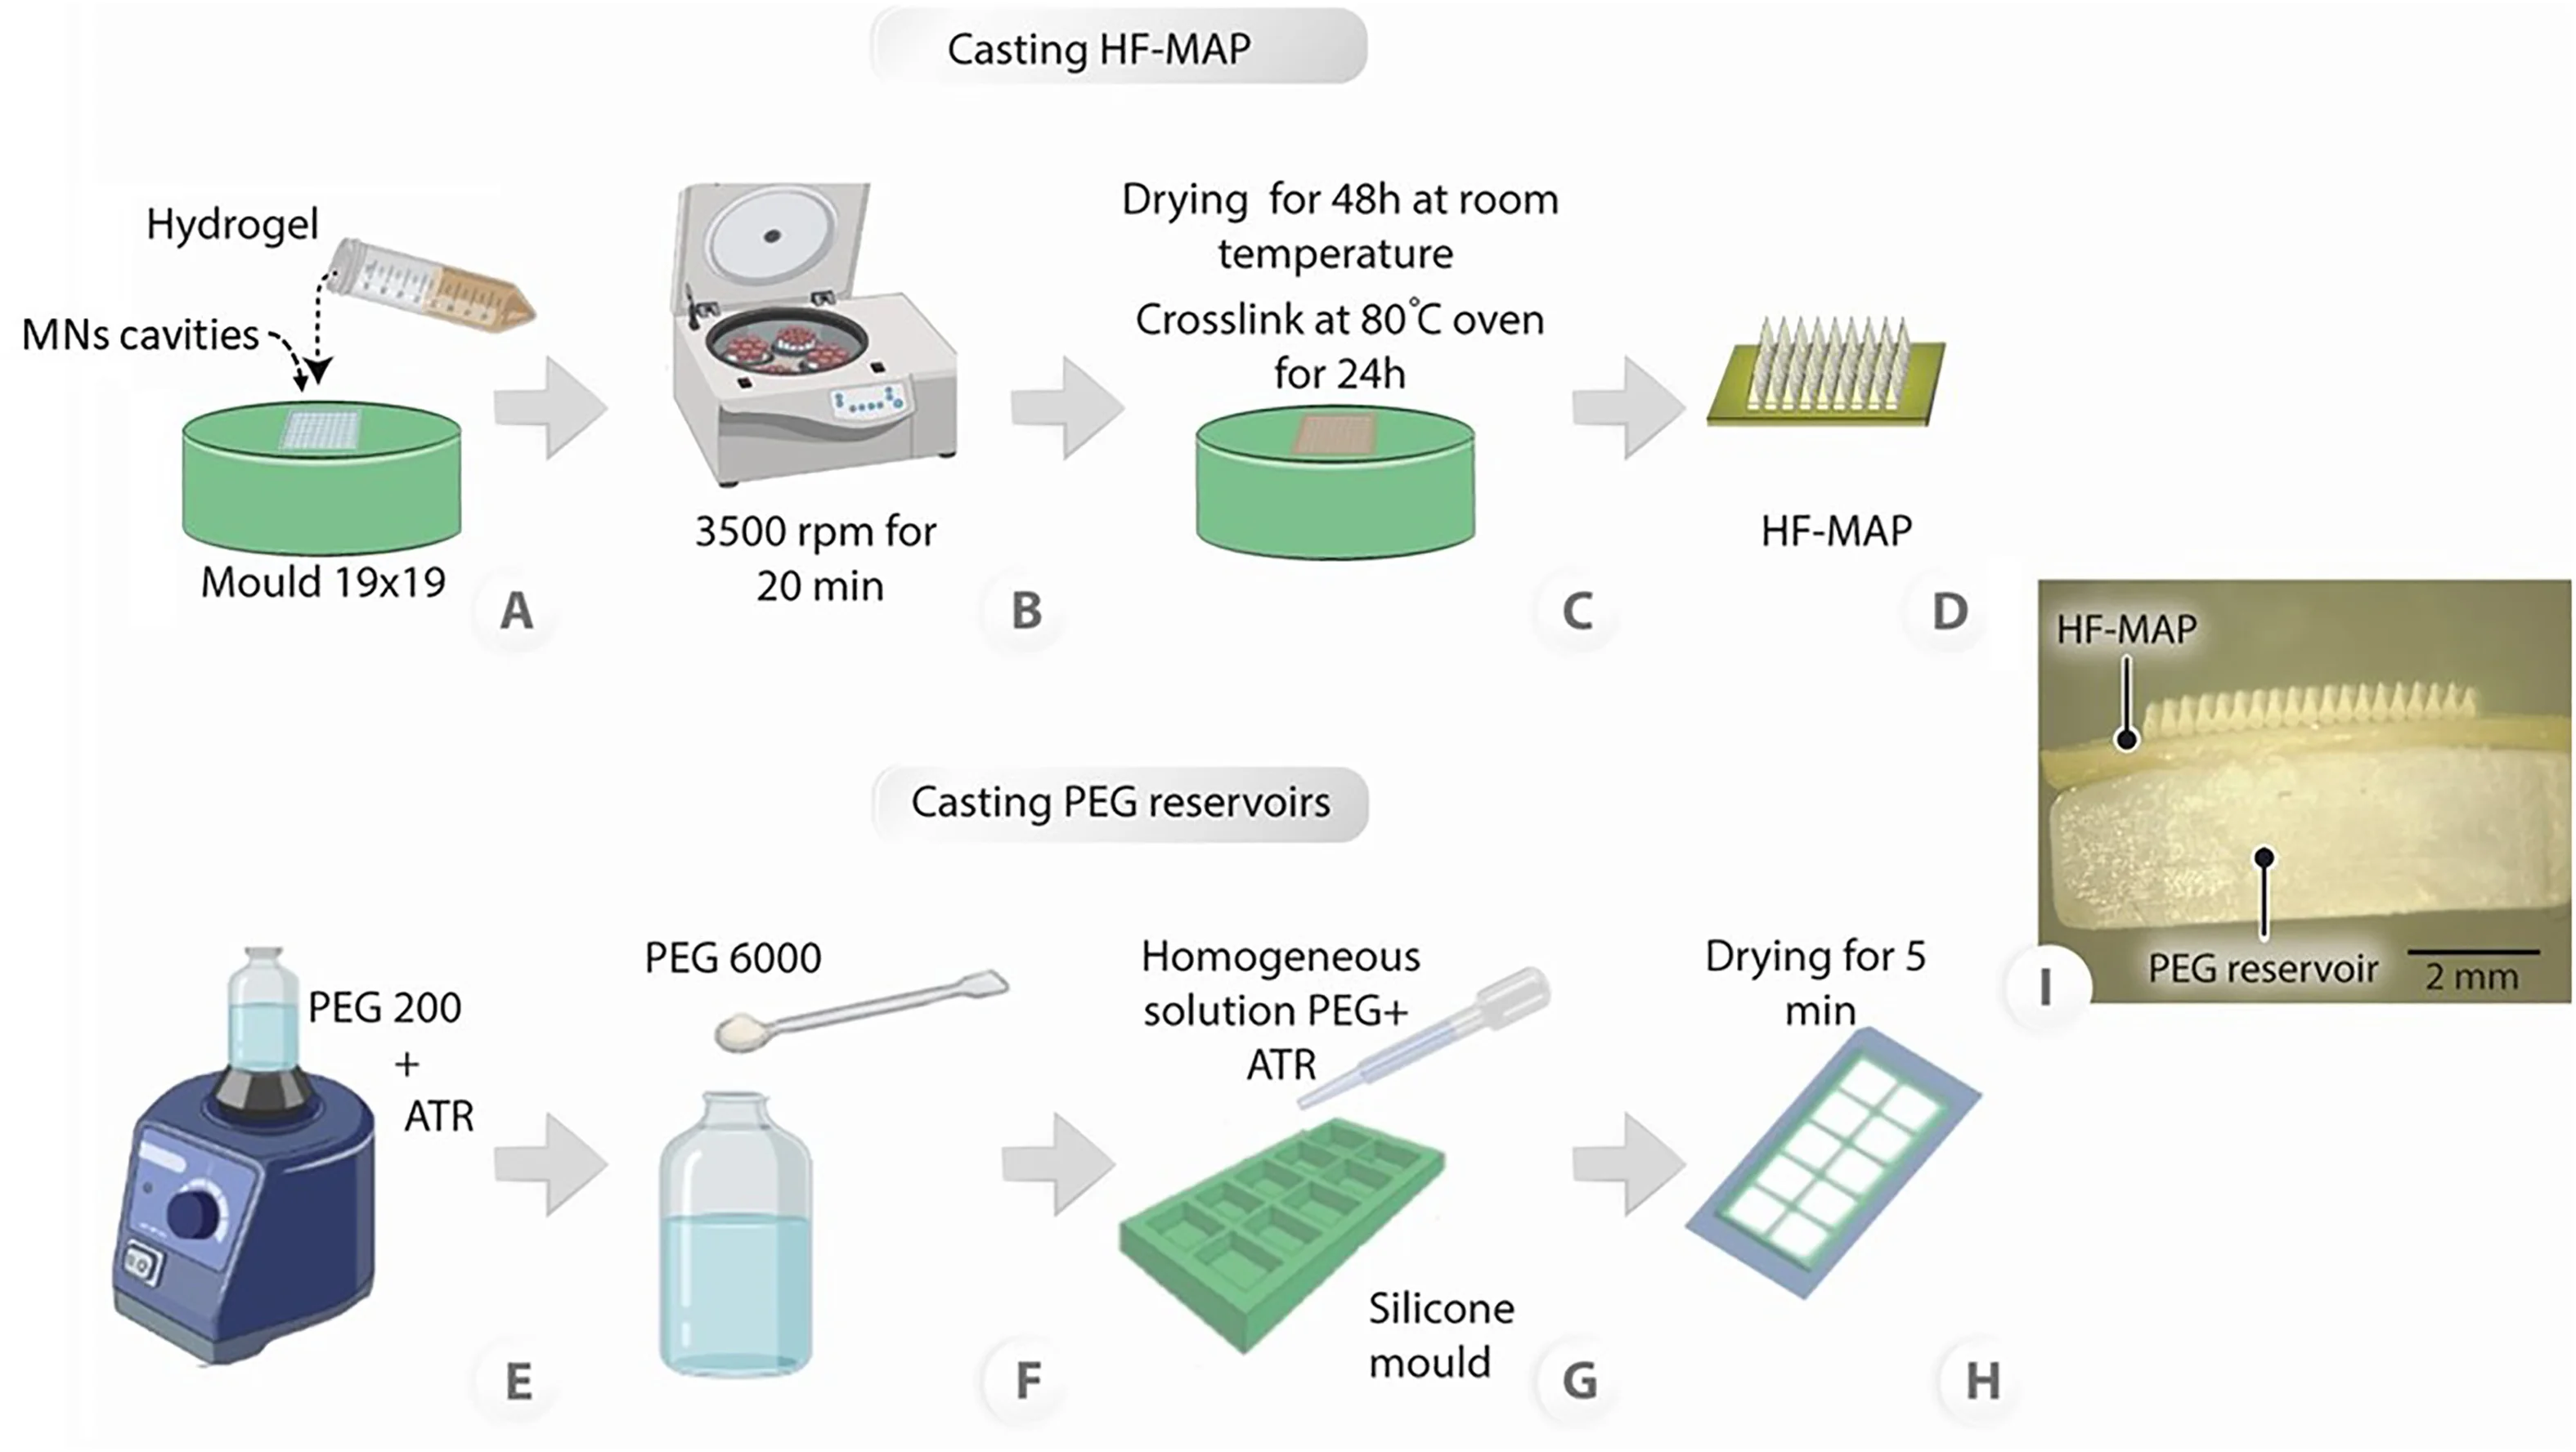 Casting HF-MAP
Hydrogel
MNs cavities
Mould 19x19
A
3500 rpm for
20 min
B
Drying for 48h at room
temperature
Crosslink at 80°C oven
for 24h
C
HF-MAP
D
Casting PEG reservoirs
PEG 200
+
ATR
E
PEG 6000
F
Homogeneous
solution PEG+
ATR
Silicone
mould
G
Drying for 5
min
H
HF-MAP
PEG reservoir
2 mm
I